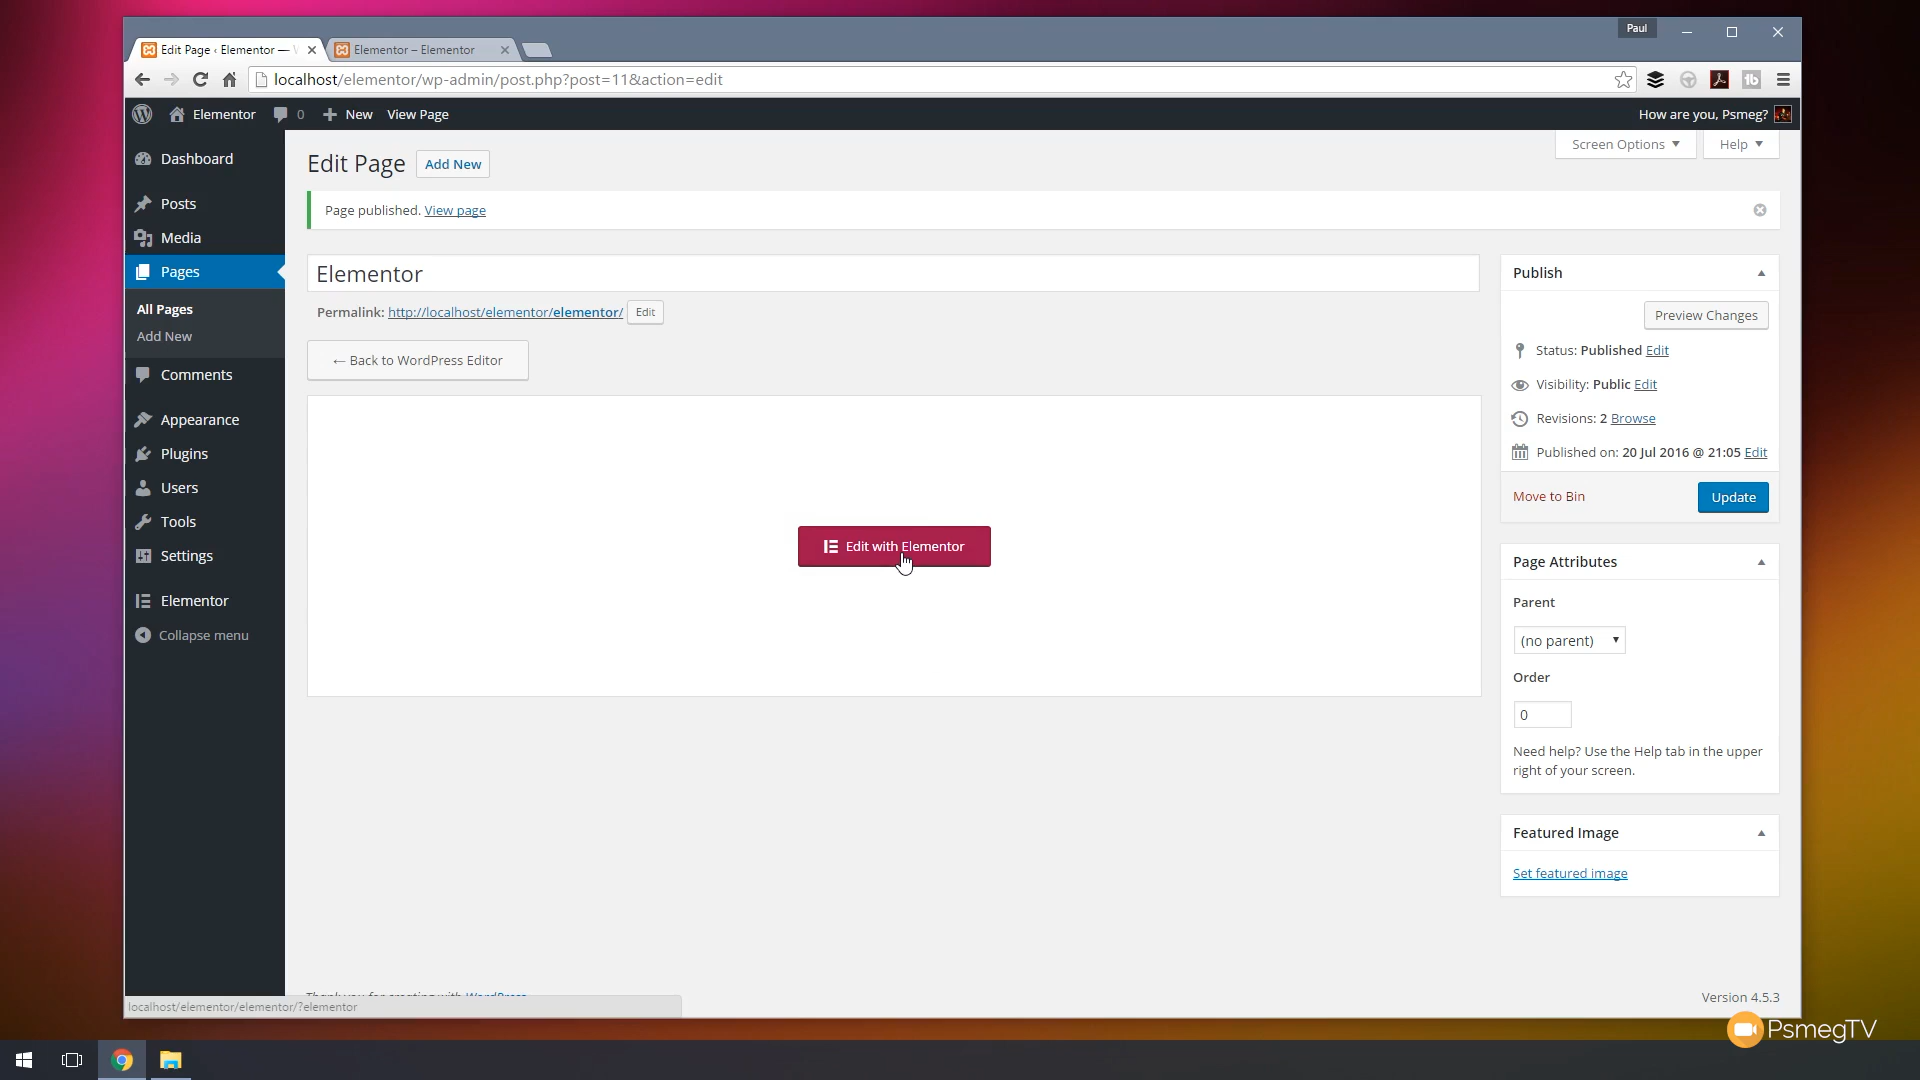 Paul
Edit Page ‹ Elementor —
Elementor – Elementor
localhost/elementor/wp-admin/post.php?post=11&action=edit
Elementor
0
New
View Page
How are you, Psmeg?
Dashboard
Posts
Media
Pages
All Pages
Add New
Comments
Appearance
Plugins
Users
Tools
Settings
Elementor
Collapse menu
Screen Options
Help
Edit Page
Add New
Page published. View page
Elementor
Permalink: http://localhost/elementor/elementor/ Edit
← Back to WordPress Editor
Edit with Elementor
Publish
Preview Changes
Status: Published Edit
Visibility: Public Edit
Revisions: 2 Browse
Published on: 20 Jul 2016 @ 21:05 Edit
Move to Bin
Update
Page Attributes
Parent
(no parent)
Order
0
Need help? Use the Help tab in the upper
right of your screen.
Featured Image
Set featured image
Thank you for creating with WordPress
Version 4.5.3
localhost/elementor/elementor/?elementor
PsmegTV